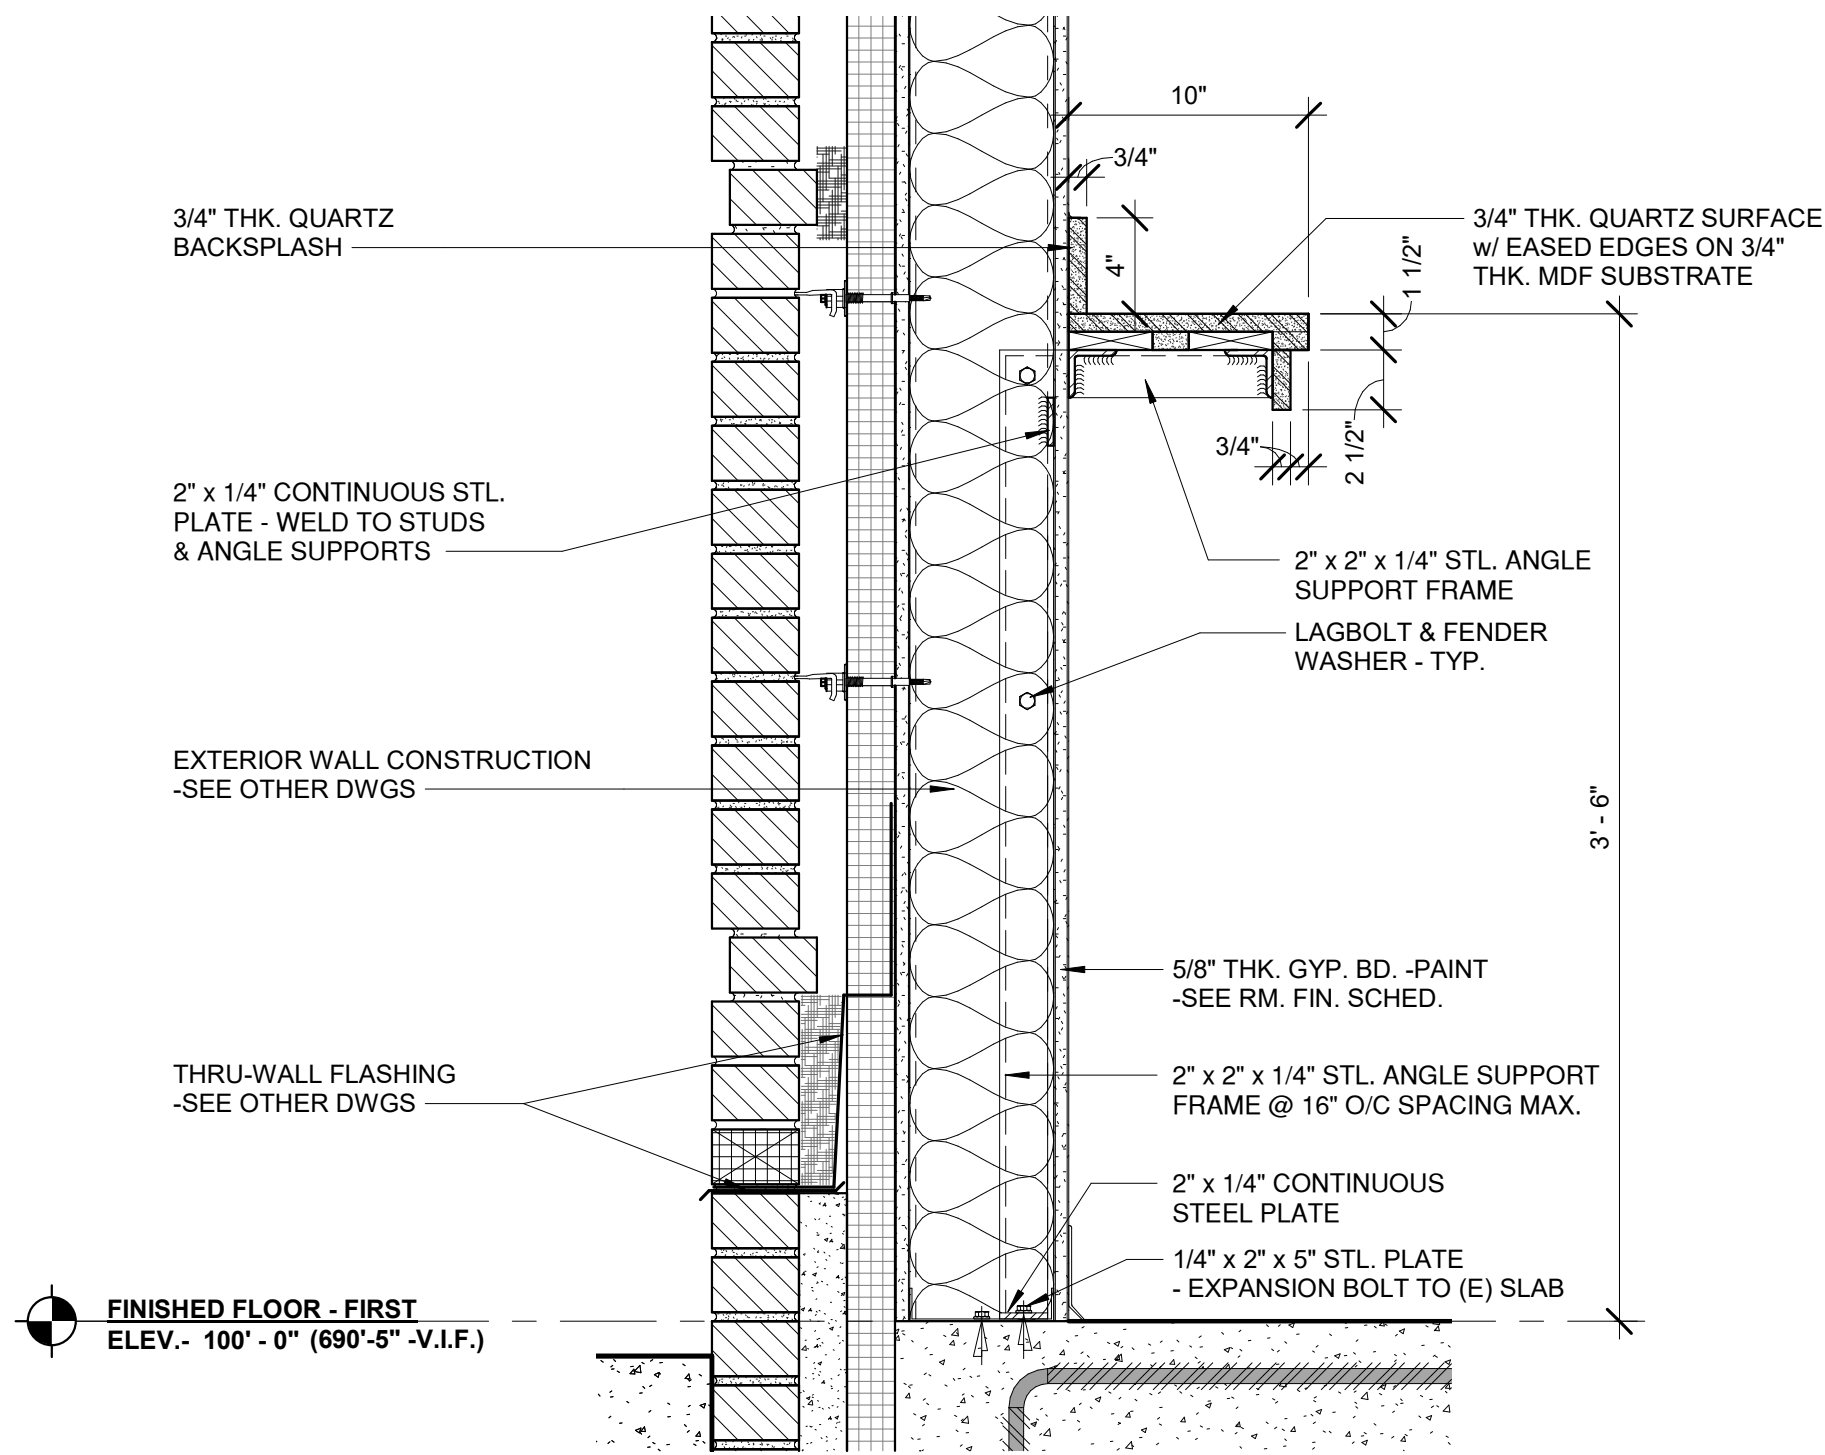 10"
3/4"
3/4" THK. QUARTZ
BACKSPLASH
4"
3/4" THK. QUARTZ SURFACE
w/ EASED EDGES ON 3/4"
THK. MDF SUBSTRATE
1 1/2"
3/4"
2 1/2"
2" x 1/4" CONTINUOUS STL.
PLATE - WELD TO STUDS
& ANGLE SUPPORTS
2" x 2" x 1/4" STL. ANGLE
SUPPORT FRAME
LAGBOLT & FENDER
WASHER - TYP.
EXTERIOR WALL CONSTRUCTION
-SEE OTHER DWGS
3' - 6"
5/8" THK. GYP. BD. -PAINT
-SEE RM. FIN. SCHED.
THRU-WALL FLASHING
-SEE OTHER DWGS
2" x 2" x 1/4" STL. ANGLE SUPPORT
FRAME @ 16" O/C SPACING MAX.
2" x 1/4" CONTINUOUS
STEEL PLATE
1/4" x 2" x 5" STL. PLATE
- EXPANSION BOLT TO (E) SLAB
FINISHED FLOOR - FIRST
ELEV.- 100' - 0" (690'-5" -V.I.F.)